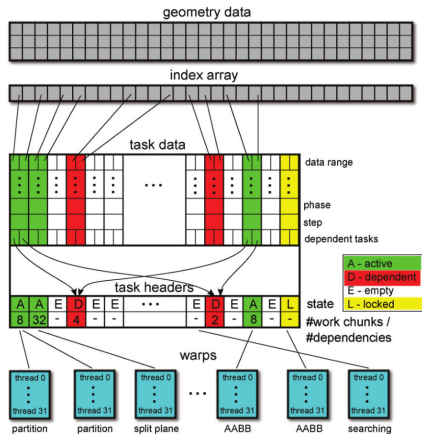 geometry data
index array
task data
data range
phase
step
dependent tasks
A - active
D - dependent
E - empty
L - locked
task headers
A A E D E E E D E A E L state
8 32 - 4 - - - 2 - 8 - - #work chunks /
#dependencies
warps
thread 0 thread 0 thread 0 thread 0 thread 0 thread 0
thread 31 thread 31 thread 31 thread 31 thread 31 thread 31
partition partition split plane AABB AABB searching